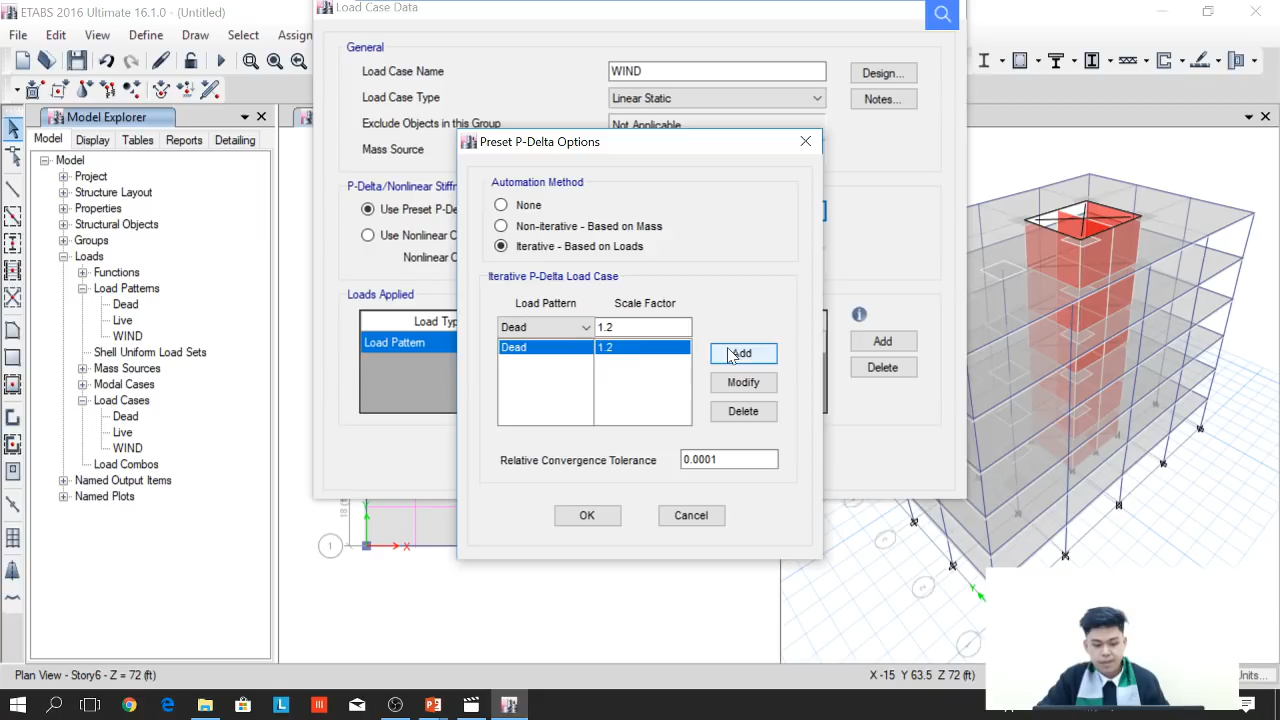 ETABS 2016 Ultimate 16.1.0 - (Untitled)
Load Case Data
File Edit View Define Draw Select Assign
General
Load Case Name WIND Design...
Load Case Type Linear Static Notes...
Exclude Objects in this Group Not Applicable
Mass Source
Model Explorer
Model Display Tables Reports Detailing
Model
Project
Structure Layout
Properties
Structural Objects
Groups
Loads
Functions
Load Patterns
Dead
Live
WIND
Shell Uniform Load Sets
Mass Sources
Modal Cases
Load Cases
Dead
Live
WIND
Load Combos
Named Output Items
Named Plots
P-Delta/Nonlinear Stiff
Use Preset P-De
Use Nonlinear C
Nonlinear C
Loads Applied
Load Typ
Load Pattern
Add
Delete
Preset P-Delta Options
Automation Method
None
Non-iterative - Based on Mass
Iterative - Based on Loads
Iterative P-Delta Load Case
Load Pattern Scale Factor
Dead 1.2
Dead 1.2
Add
Modify
Delete
Relative Convergence Tolerance 0.0001
OK Cancel
1
X
Y
Plan View - Story6 - Z = 72 (ft)
X -15 Y 63.5 Z 72 (ft)
Units...